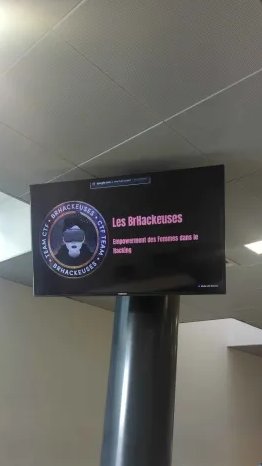 Les BrHackeuses
Empowerment des Femmes dans le
Hacking
• BRHACKEUSES •
CTF TEAM
• BRHACKEUSES •
TEAM CTF